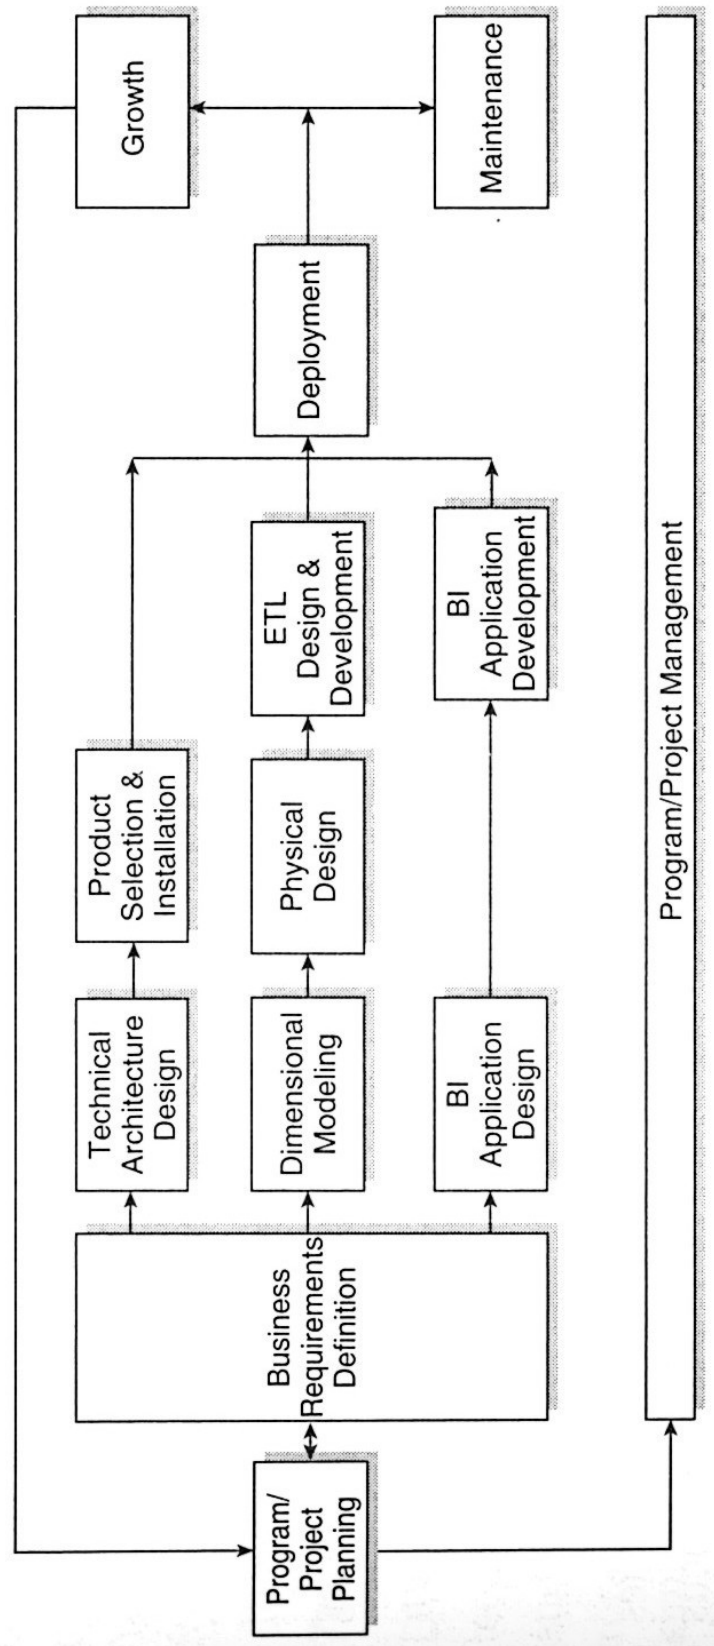 Program/
Project
Planning
Business
Requirements
Definition
Technical
Architecture
Design
Product
Selection &
Installation
Dimensional
Modeling
Physical
Design
ETL
Design &
Development
BI
Application
Design
BI
Application
Development
Deployment
Growth
Maintenance
Program/Project Management